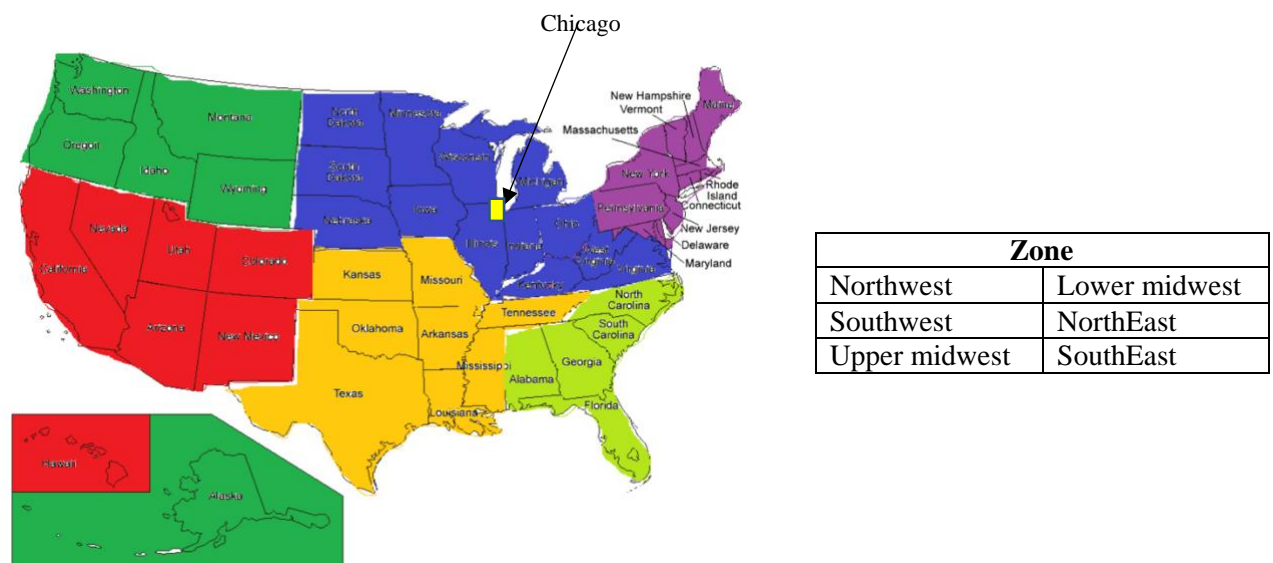 Chicago
Washington
Montana
North
Dakota
Minnesota
New Hampshire
Vermont
Maine
Massachusetts
Oregon
Idaho
Wyoming
South
Dakota
Wisconsin
Michigan
New York
Rhode
Island
Connecticut
Nevada
Utah
Colorado
California
Nebraska
Iowa
Illinois
Indiana
Ohio
Pennsylvania
New Jersey
Delaware
Maryland
West
Virginia
Virginia
Kentucky
Kansas
Missouri
North
Carolina
Tennessee
South
Carolina
Arizona
New Mexico
Oklahoma
Arkansas
Mississippi
Alabama
Georgia
Texas
Louisiana
Florida
Hawaii
Alaska
Zone
Northwest Lower midwest
Southwest NorthEast
Upper midwest SouthEast